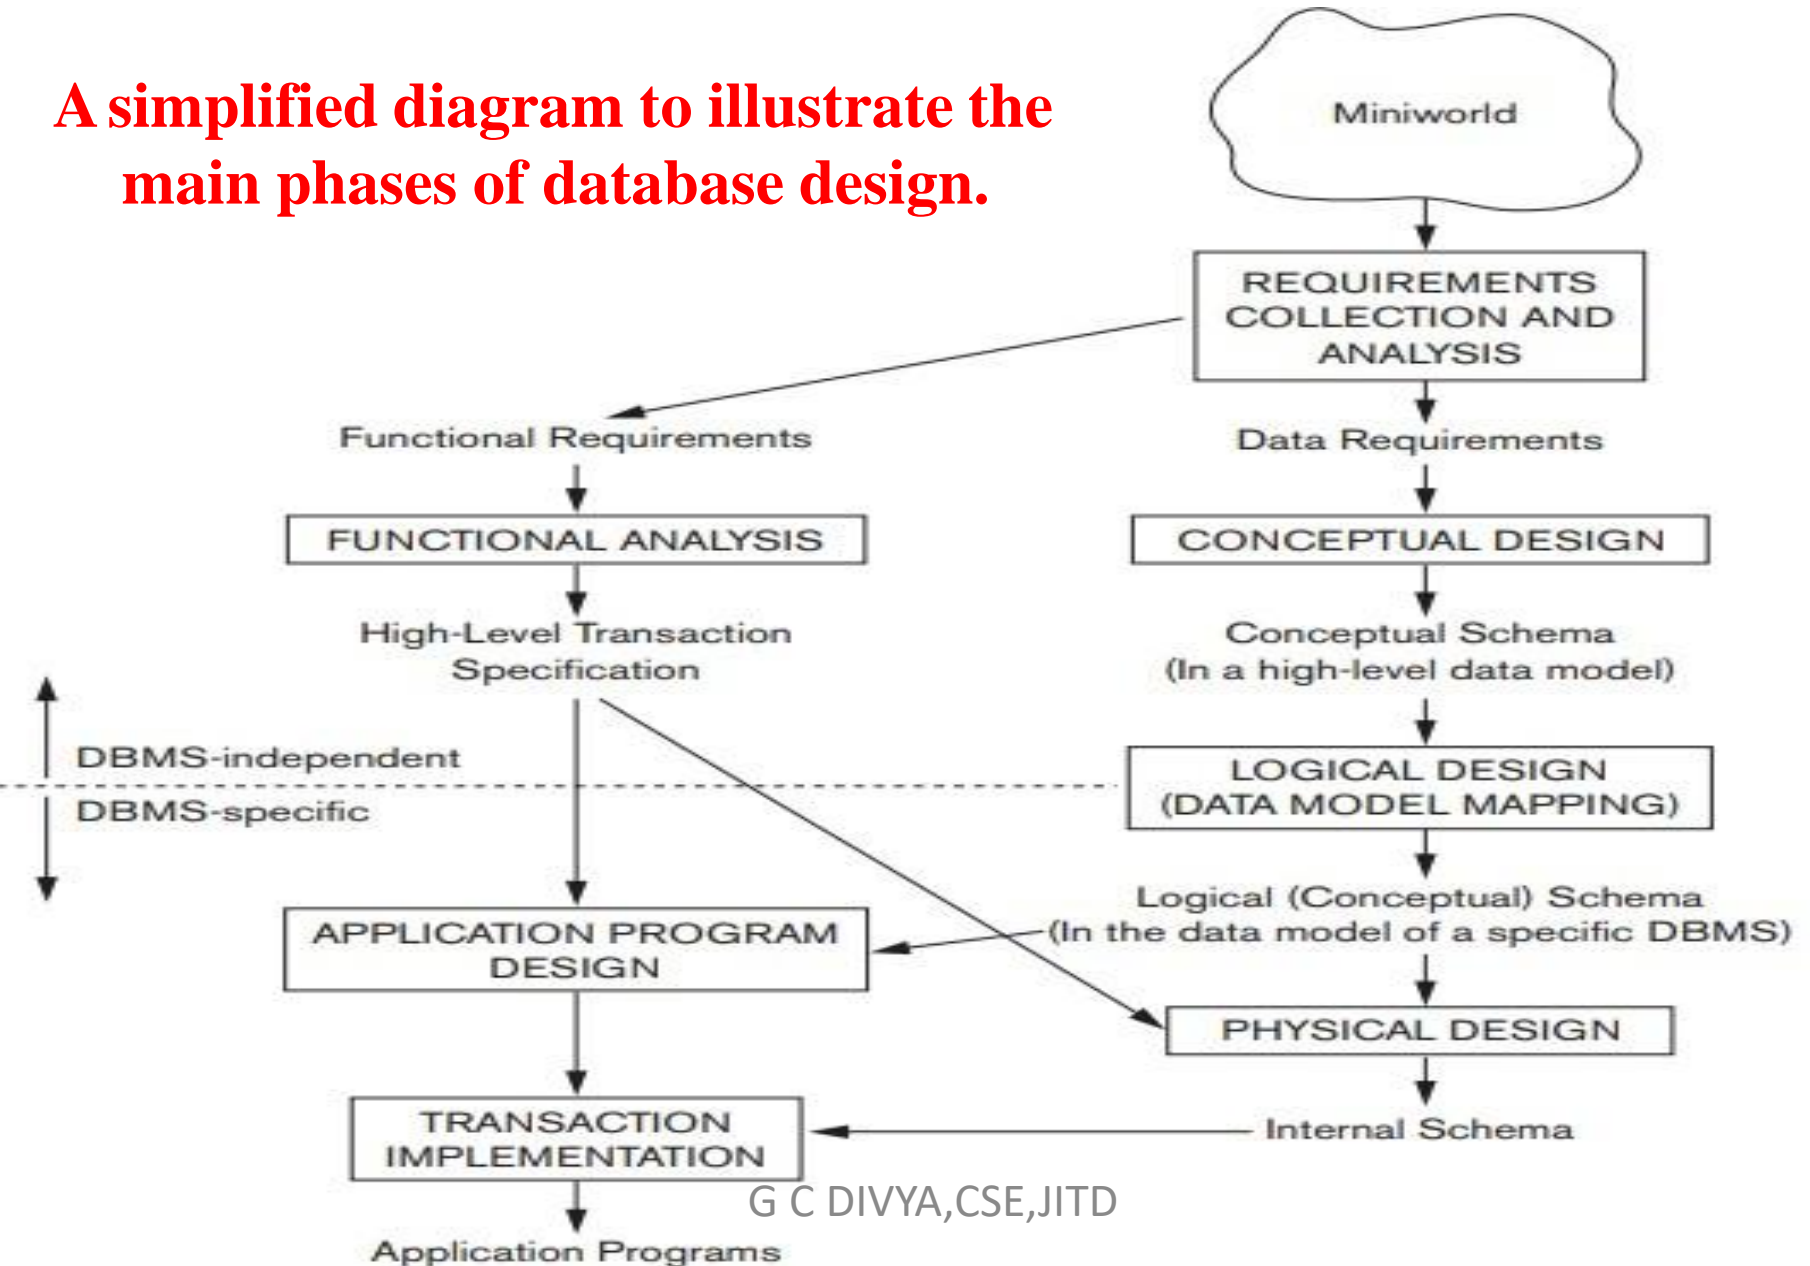 A simplified diagram to illustrate the
main phases of database design.
Miniworld
REQUIREMENTS
COLLECTION AND
ANALYSIS
Functional Requirements
Data Requirements
FUNCTIONAL ANALYSIS
CONCEPTUAL DESIGN
High-Level Transaction
Specification
Conceptual Schema
(In a high-level data model)
DBMS-independent
DBMS-specific
LOGICAL DESIGN
(DATA MODEL MAPPING)
Logical (Conceptual) Schema
(In the data model of a specific DBMS)
APPLICATION PROGRAM
DESIGN
PHYSICAL DESIGN
TRANSACTION
IMPLEMENTATION
Internal Schema
G C DIVYA,CSE,JITD
Application Programs